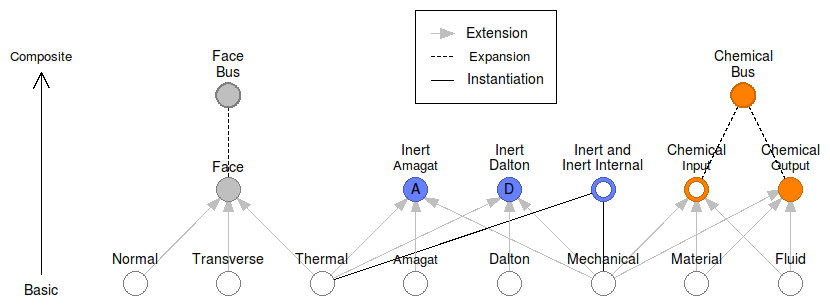 Extension
Expansion
Instantiation
Composite
Face
Bus
Chemical
Bus
Inert
Amagat
Inert
Dalton
Inert and
Inert Internal
Chemical
Input
Chemical
Output
Face
A
D
Normal
Transverse
Thermal
Amagat
Dalton
Mechanical
Material
Fluid
Basic